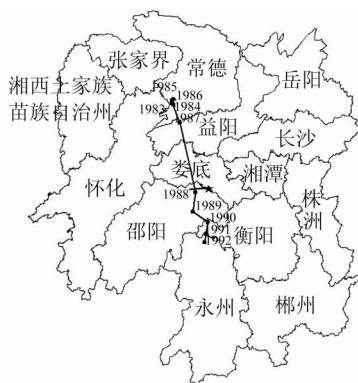 张家界
常德
岳阳
湘西土家族
苗族自治州
1985
1986
1984
1983
1987
益阳
长沙
娄底
湘潭
株洲
怀化
1988
1989
邵阳
1990
1991
1992
衡阳
永州
郴州